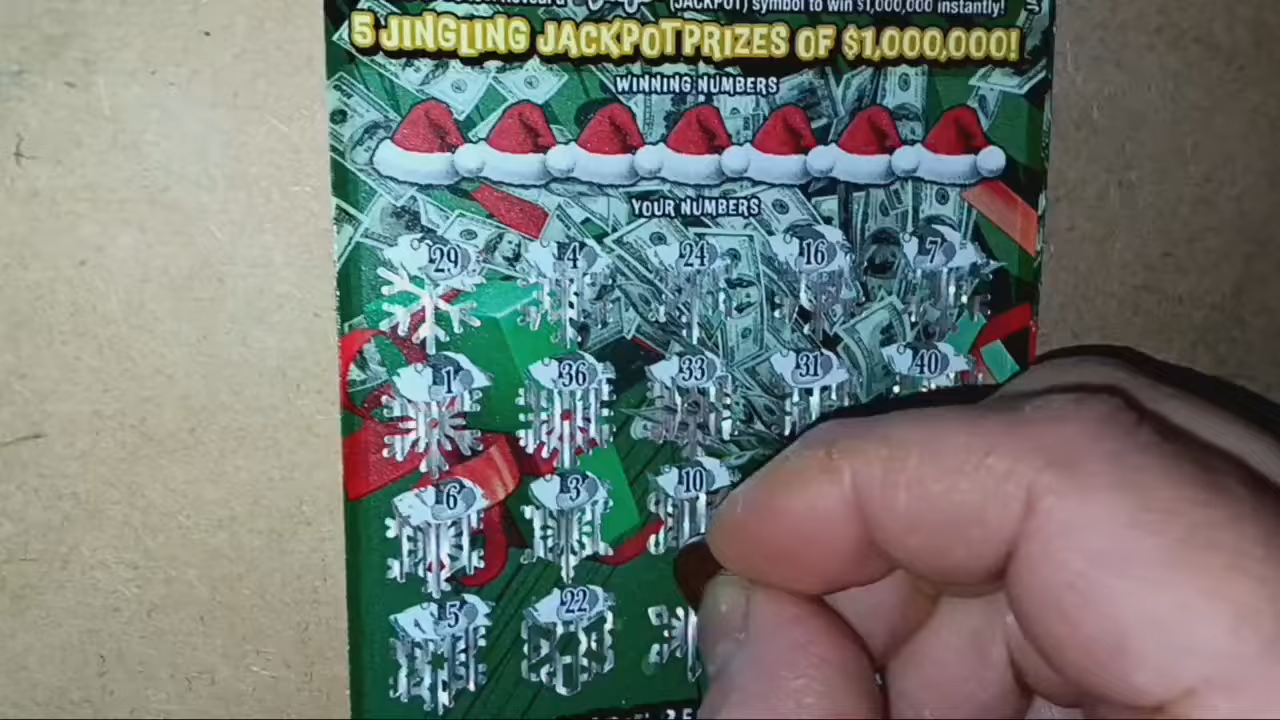 (JACKPOT) symbol to win $1,000,000 instantly!
5 JINGLING JACKPOT PRIZES OF $1,000,000!
WINNING NUMBERS
YOUR NUMBERS
29 4 24 16 7
1 36 33 31 40
6 3 10
5 22